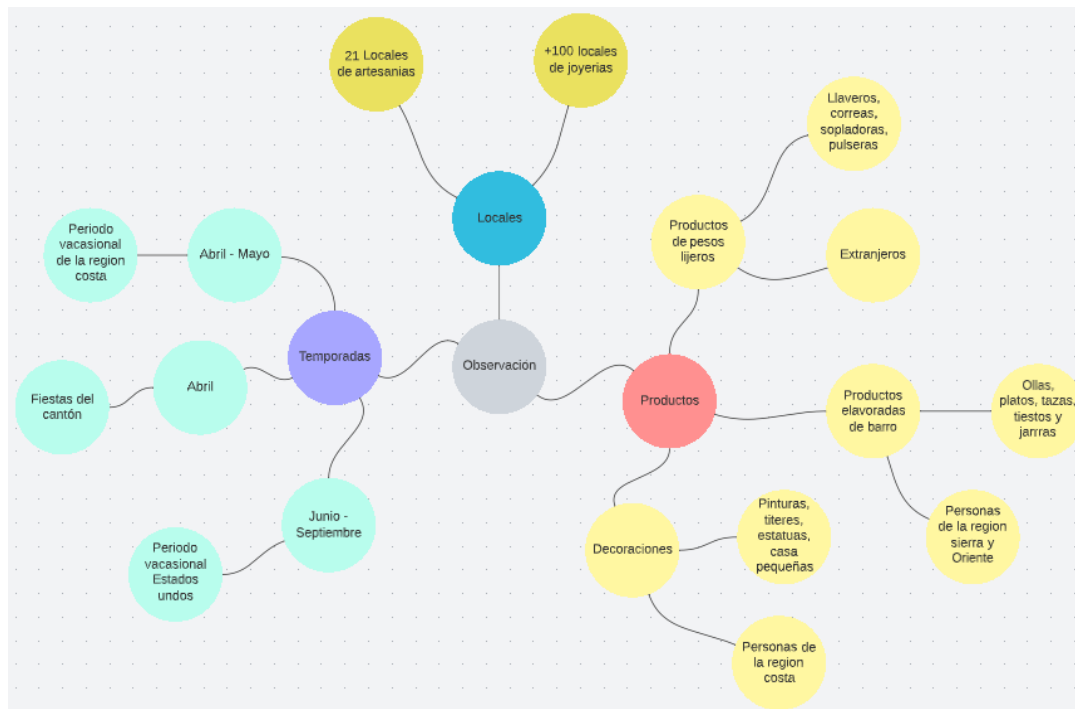 21 Locales
de artesanias
+100 locales
de joyerias
Llaveros,
correas,
sopladoras,
pulseras
Locales
Productos
de pesos
lijeros
Extranjeros
Periodo
vacasional
de la region
costa
Abril - Mayo
Temporadas
Observación
Fiestas del
cantón
Abril
Productos
Productos
elavoradas
de barro
Ollas,
platos, tazas,
tiestos y
jarrras
Junio -
Septiembre
Periodo
vacasional
Estados
undos
Decoraciones
Pinturas,
titeres,
estatuas,
casa
pequeñas
Personas
de la region
sierra y
Oriente
Personas de
la region
costa